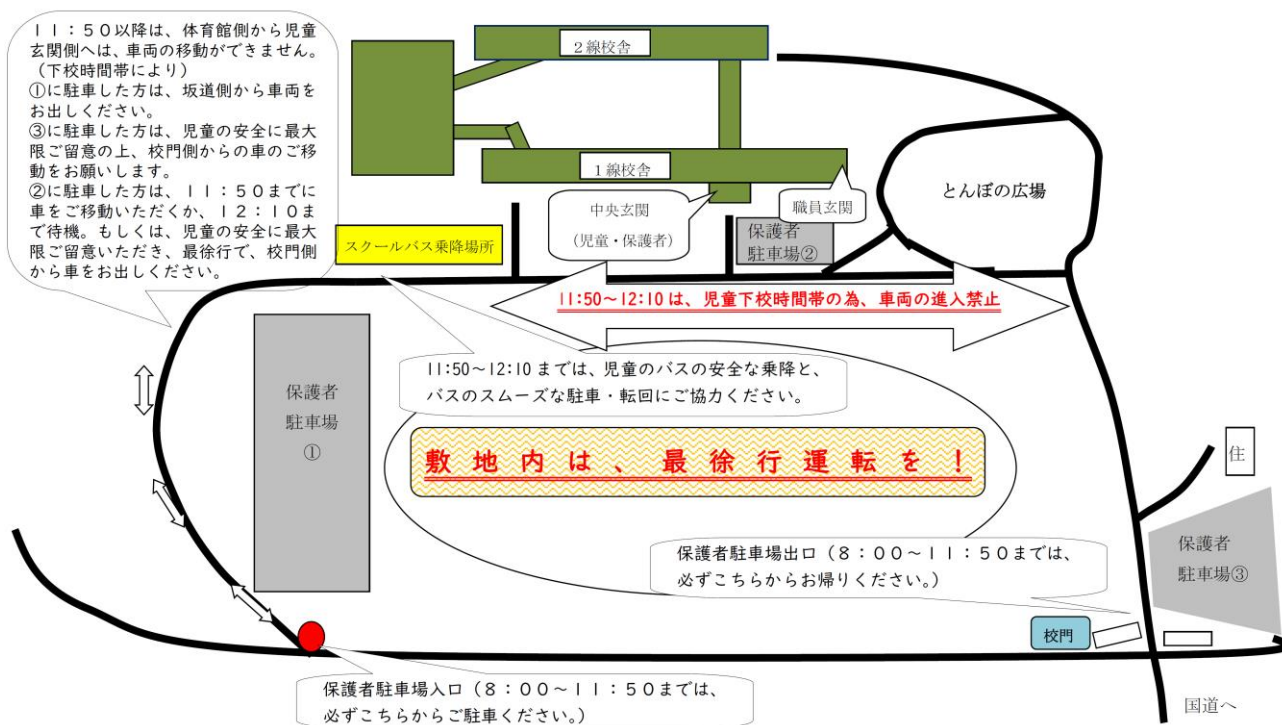 １１：５０以降は、体育館側から児童
玄関側へは、車両の移動ができません。
（下校時間帯により）
①に駐車した方は、坂道側から車両を
お出しください。
③に駐車した方は、児童の安全に最大
限ご留意の上、校門側からの車のご移
動をお願いします。
②に駐車した方は、１１：５０までに
車をご移動いただくか、１２：１０ま
で待機。もしくは、児童の安全に最大
限ご留意いただき、最徐行で、校門側
から車をお出しください。
２線校舎
１線校舎
中央玄関
（児童・保護者）
職員玄関
とんぼの広場
スクールバス乗降場所
保護者
駐車場②
11:50～12:10 は、児童下校時間帯の為、車両の進入禁止
11:50～12:10 までは、児童のバスの安全な乗降と、
バスのスムーズな駐車・転回にご協力ください。
保護者
駐車場
①
敷地内は、最徐行運転を！
住
保護者
駐車場③
保護者駐車場出口（８：００～１１：５０までは、
必ずこちらからお帰りください。）
校門
保護者駐車場入口（８：００～１１：５０までは、
必ずこちらからご駐車ください。）
国道へ